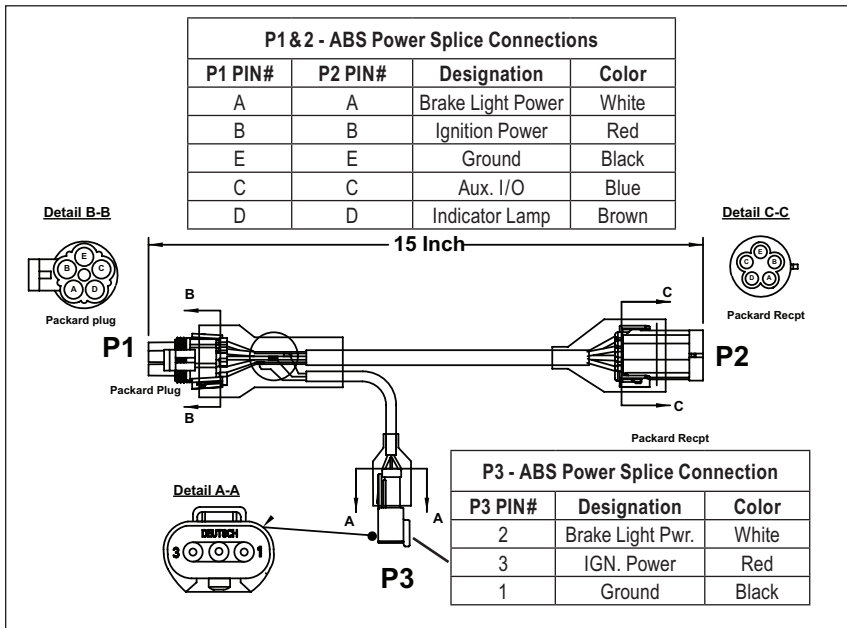 P1 & 2 - ABS Power Splice Connections
P1 PIN# P2 PIN# Designation Color
A A Brake Light Power White
B B Ignition Power Red
E E Ground Black
C C Aux. I/O Blue
D D Indicator Lamp Brown
Detail B-B
E
B C
A D
Packard plug
Detail C-C
E
C B
D A
Packard Recpt
15 Inch
B
B
C
C
P1
Packard Plug
P2
Packard Recpt
Detail A-A
DEUTSCH
3 1
A A
P3
P3 - ABS Power Splice Connection
P3 PIN# Designation Color
2 Brake Light Pwr. White
3 IGN. Power Red
1 Ground Black